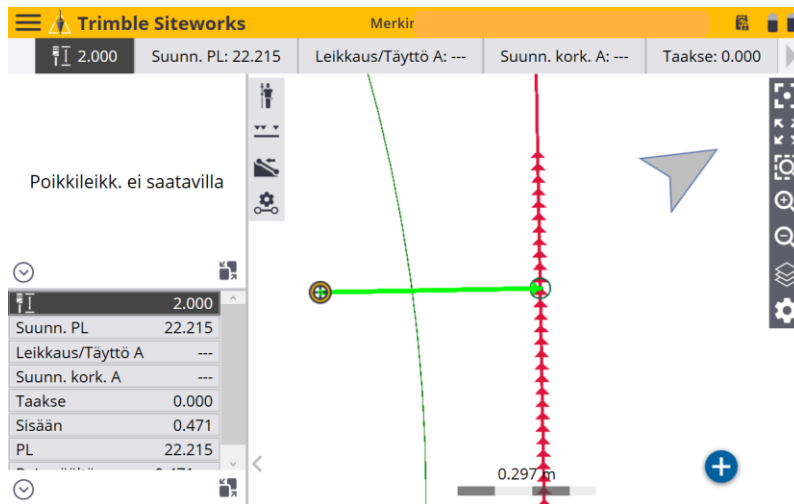 Trimble Siteworks
2.000
Suunn. PL: 22.215
Leikkaus/Täyttö A: ---
Suunn. kork. A: ---
Taakse: 0.000
Poikkileikk. ei saatavilla
2.000
Suunn. PL 22.215
Leikkaus/Täyttö A ---
Suunn. kork. A ---
Taakse 0.000
Sisään 0.471
PL 22.215
0.297 m